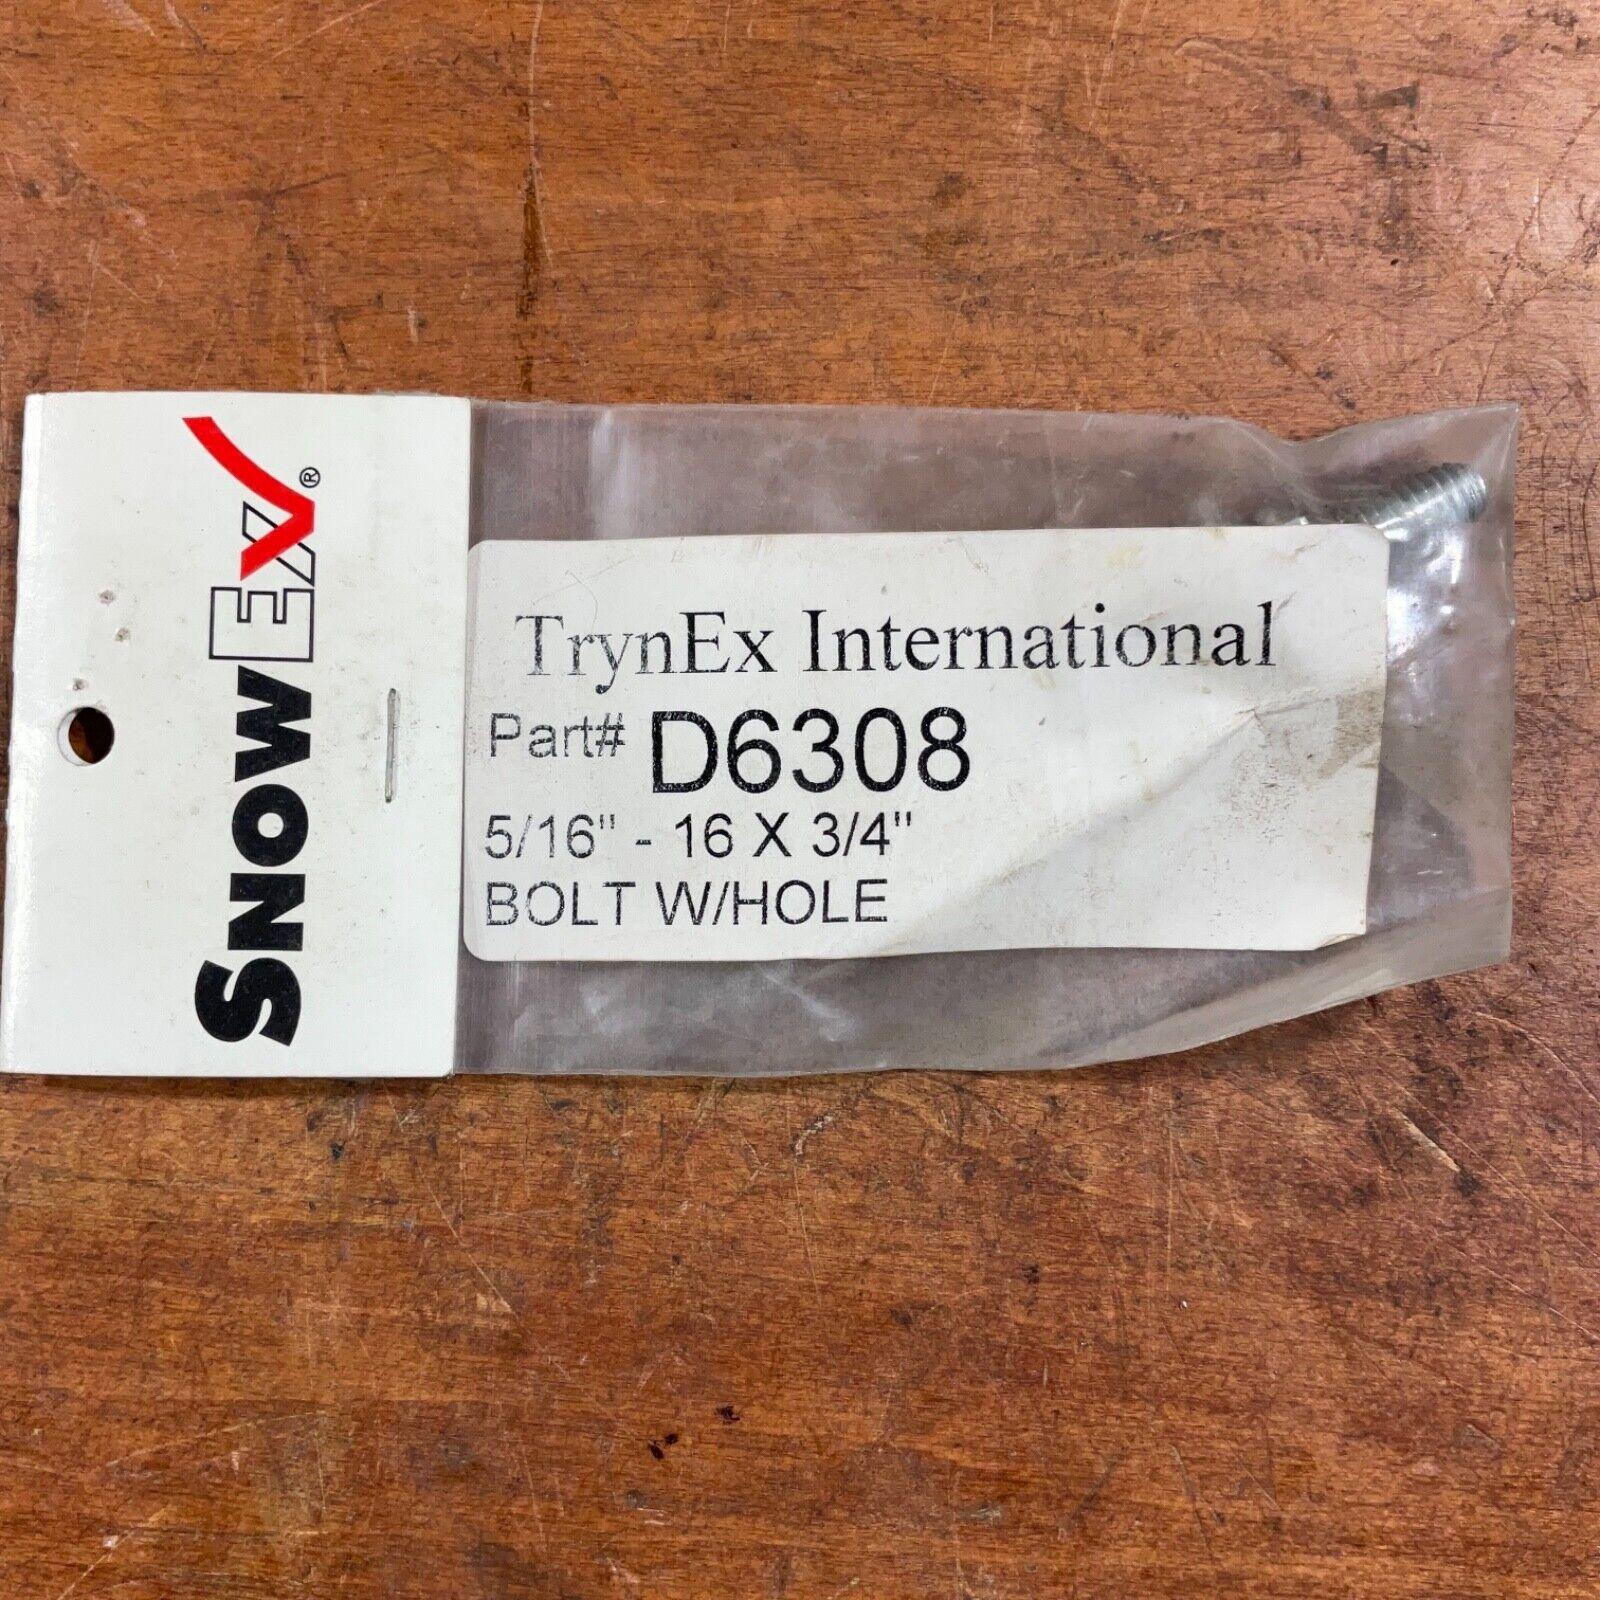 SNOWEX®
TrynEx International
Part# D6308
5/16" - 16 X 3/4"
BOLT W/HOLE